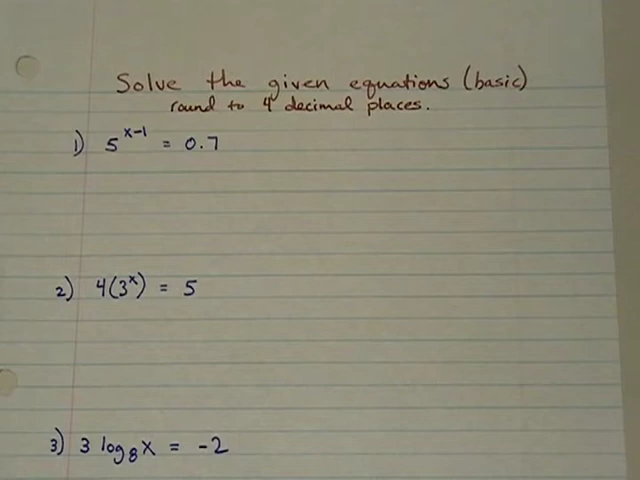 Solve the given equations (basic)
round to 4 decimal places.
1) 5^(x-1) = 0.7
2) 4(3^x) = 5
3) 3 log₈x = -2